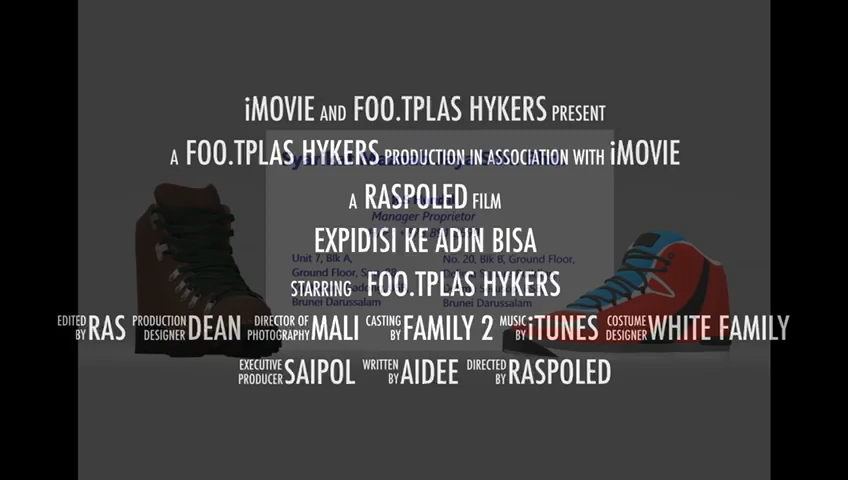 iMOVIE AND FOO.TPLAS HYKERS PRESENT
A FOO.TPLAS HYKERS PRODUCTION IN ASSOCIATION WITH iMOVIE
A RASPOLED FILM
Manager Proprietor
EXPIDISI KE ADIN BISA
Unit 7, Blk A,
Ground Floor,
Brunei Darussalam
No. 20, Blk B, Ground Floor,
Brunei Darussalam
STARRING FOO.TPLAS HYKERS
EDITED BY RAS PRODUCTION DESIGNER DEAN DIRECTOR OF PHOTOGRAPHY MALI CASTING BY FAMILY 2 MUSIC BY iTUNES COSTUME DESIGNER WHITE FAMILY
EXECUTIVE PRODUCER SAIPOL WRITTEN BY AIDEE DIRECTED BY RASPOLED